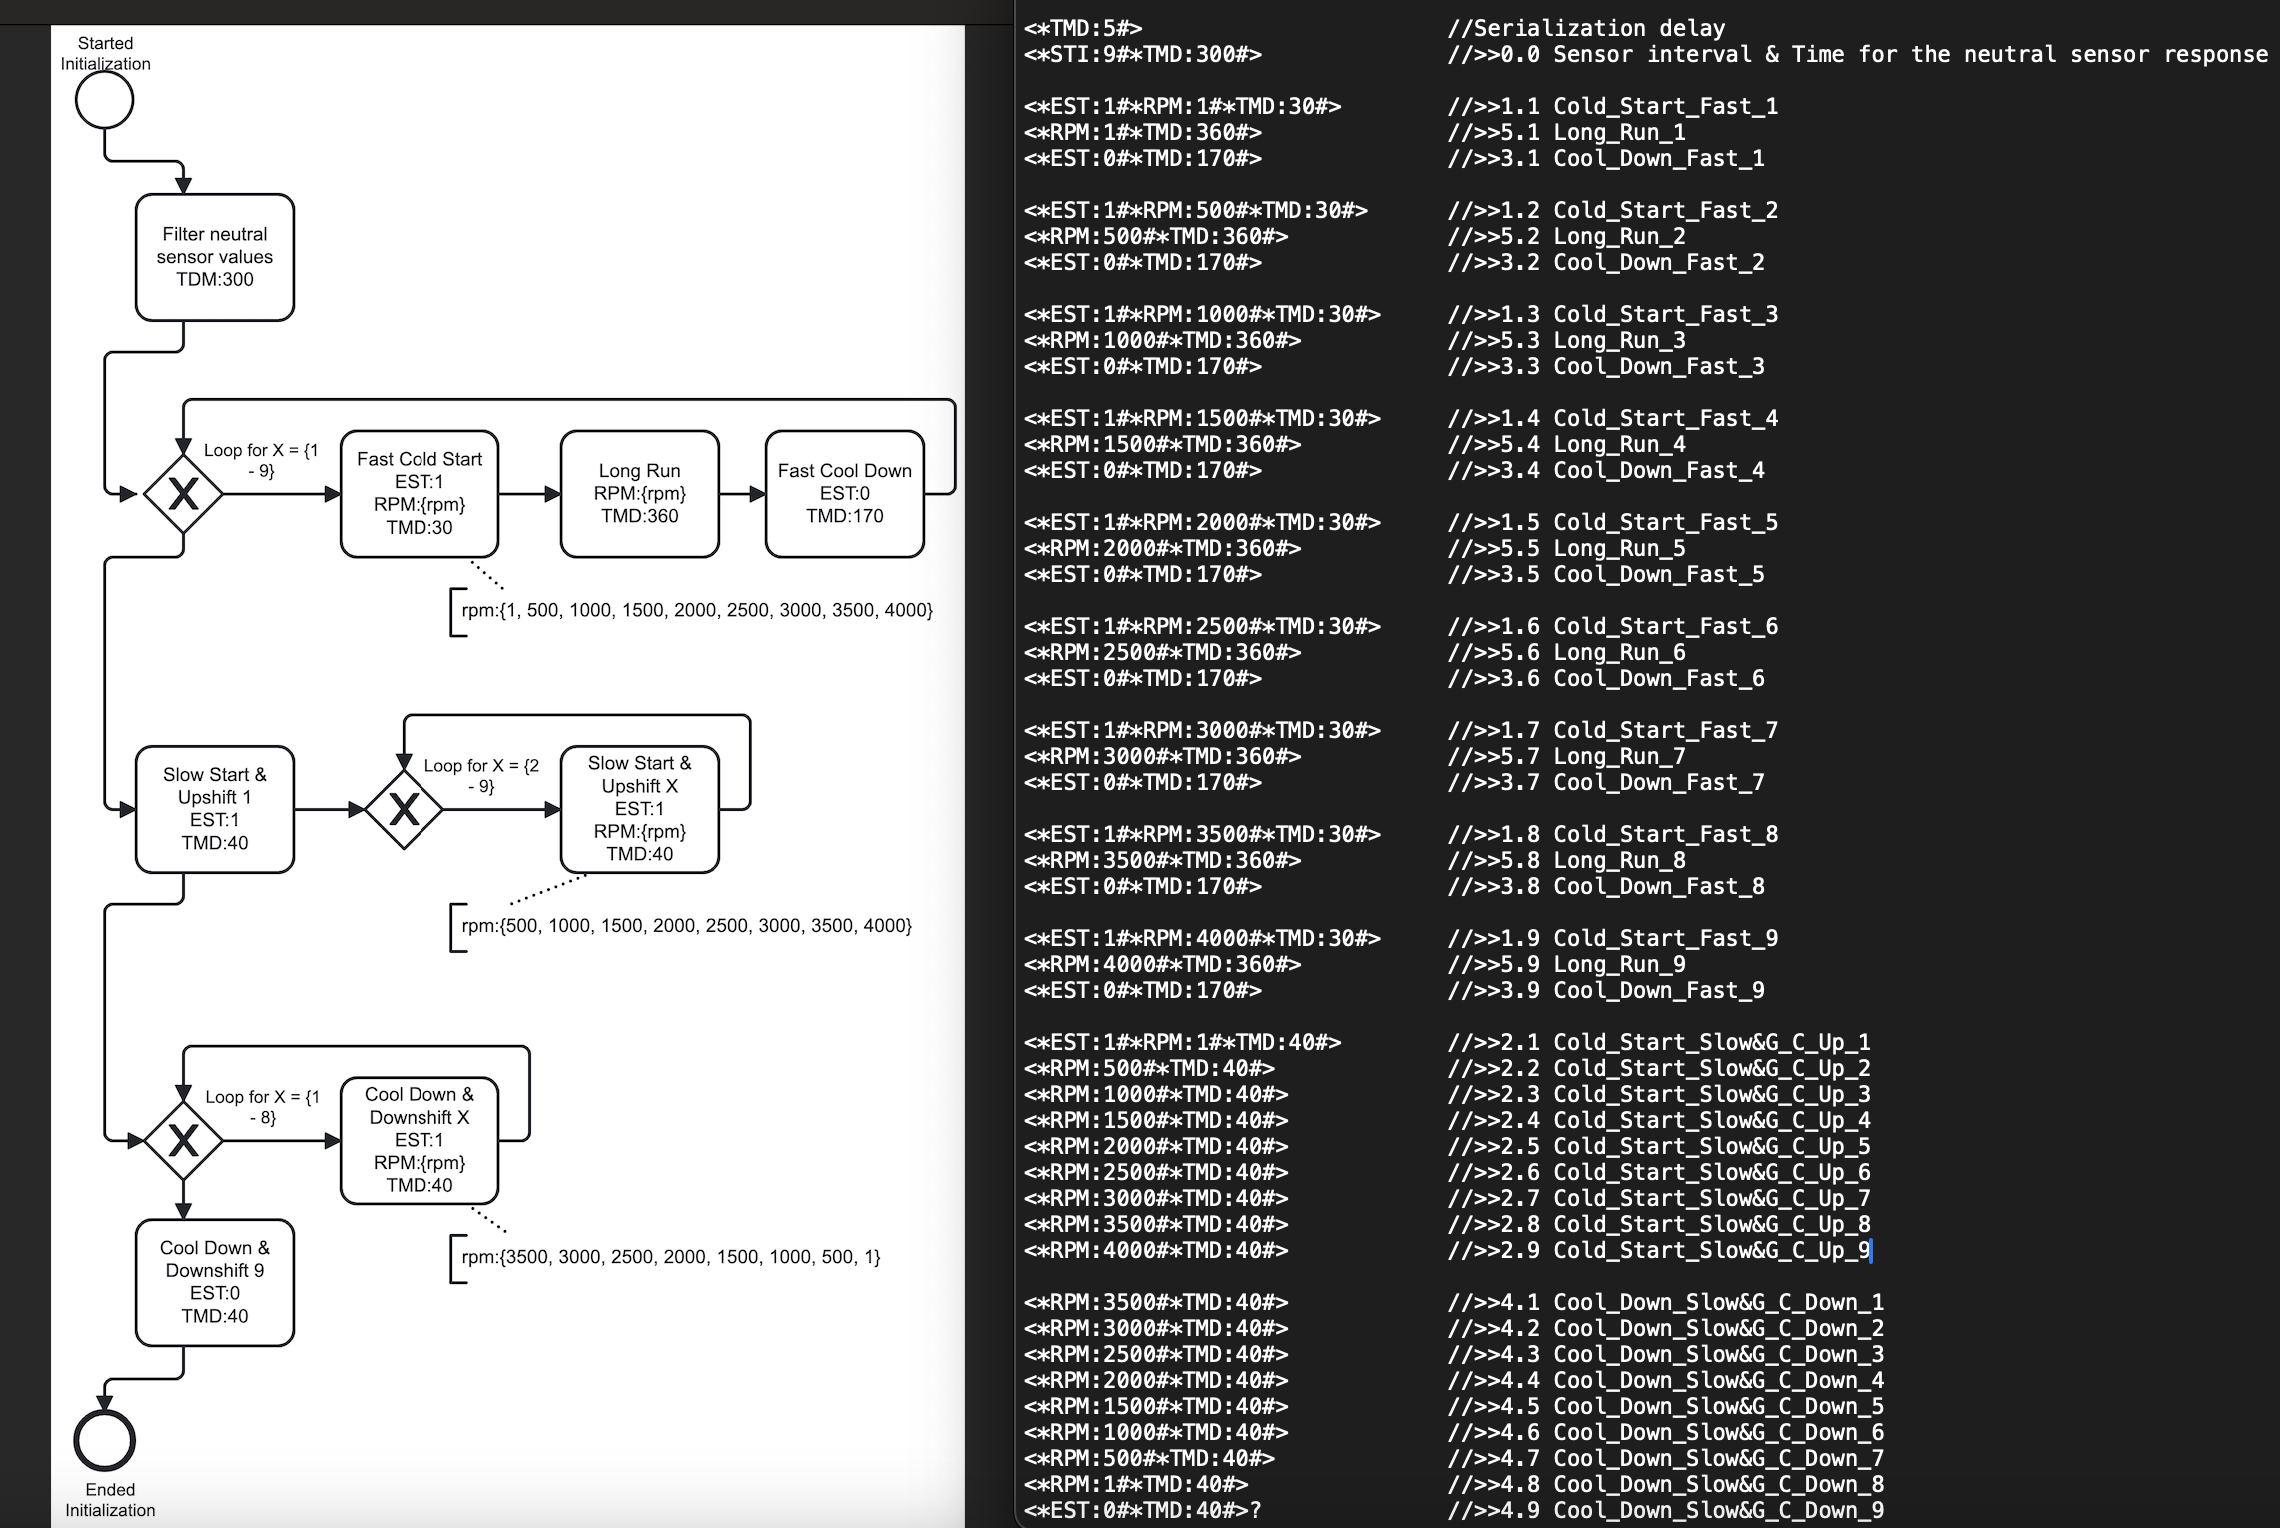 Started
Initialization
Filter neutral
sensor values
TDM:300
Loop for X = {1
- 9}
Fast Cold Start
EST:1
RPM:{rpm}
TMD:30
Long Run
RPM:{rpm}
TMD:360
Fast Cool Down
EST:0
TMD:170
rpm:{1, 500, 1000, 1500, 2000, 2500, 3000, 3500, 4000}
Slow Start &
Upshift 1
EST:1
TMD:40
Loop for X = {2
- 9}
Slow Start &
Upshift X
EST:1
RPM:{rpm}
TMD:40
rpm:{500, 1000, 1500, 2000, 2500, 3000, 3500, 4000}
Loop for X = {1
- 8}
Cool Down &
Downshift X
EST:1
RPM:{rpm}
TMD:40
rpm:{3500, 3000, 2500, 2000, 1500, 1000, 500, 1}
Cool Down &
Downshift 9
EST:0
TMD:40
Ended
Initialization
<*TMD:5#> //Serialization delay
<*STI:9#*TMD:300#> //>>0.0 Sensor interval & Time for the neutral sensor response
<*EST:1#*RPM:1#*TMD:30#> //>>1.1 Cold_Start_Fast_1
<*RPM:1#*TMD:360#> //>>5.1 Long_Run_1
<*EST:0#*TMD:170#> //>>3.1 Cool_Down_Fast_1
<*EST:1#*RPM:500#*TMD:30#> //>>1.2 Cold_Start_Fast_2
<*RPM:500#*TMD:360#> //>>5.2 Long_Run_2
<*EST:0#*TMD:170#> //>>3.2 Cool_Down_Fast_2
<*EST:1#*RPM:1000#*TMD:30#> //>>1.3 Cold_Start_Fast_3
<*RPM:1000#*TMD:360#> //>>5.3 Long_Run_3
<*EST:0#*TMD:170#> //>>3.3 Cool_Down_Fast_3
<*EST:1#*RPM:1500#*TMD:30#> //>>1.4 Cold_Start_Fast_4
<*RPM:1500#*TMD:360#> //>>5.4 Long_Run_4
<*EST:0#*TMD:170#> //>>3.4 Cool_Down_Fast_4
<*EST:1#*RPM:2000#*TMD:30#> //>>1.5 Cold_Start_Fast_5
<*RPM:2000#*TMD:360#> //>>5.5 Long_Run_5
<*EST:0#*TMD:170#> //>>3.5 Cool_Down_Fast_5
<*EST:1#*RPM:2500#*TMD:30#> //>>1.6 Cold_Start_Fast_6
<*RPM:2500#*TMD:360#> //>>5.6 Long_Run_6
<*EST:0#*TMD:170#> //>>3.6 Cool_Down_Fast_6
<*EST:1#*RPM:3000#*TMD:30#> //>>1.7 Cold_Start_Fast_7
<*RPM:3000#*TMD:360#> //>>5.7 Long_Run_7
<*EST:0#*TMD:170#> //>>3.7 Cool_Down_Fast_7
<*EST:1#*RPM:3500#*TMD:30#> //>>1.8 Cold_Start_Fast_8
<*RPM:3500#*TMD:360#> //>>5.8 Long_Run_8
<*EST:0#*TMD:170#> //>>3.8 Cool_Down_Fast_8
<*EST:1#*RPM:4000#*TMD:30#> //>>1.9 Cold_Start_Fast_9
<*RPM:4000#*TMD:360#> //>>5.9 Long_Run_9
<*EST:0#*TMD:170#> //>>3.9 Cool_Down_Fast_9
<*EST:1#*RPM:1#*TMD:40#> //>>2.1 Cold_Start_Slow&G_C_Up_1
<*RPM:500#*TMD:40#> //>>2.2 Cold_Start_Slow&G_C_Up_2
<*RPM:1000#*TMD:40#> //>>2.3 Cold_Start_Slow&G_C_Up_3
<*RPM:1500#*TMD:40#> //>>2.4 Cold_Start_Slow&G_C_Up_4
<*RPM:2000#*TMD:40#> //>>2.5 Cold_Start_Slow&G_C_Up_5
<*RPM:2500#*TMD:40#> //>>2.6 Cold_Start_Slow&G_C_Up_6
<*RPM:3000#*TMD:40#> //>>2.7 Cold_Start_Slow&G_C_Up_7
<*RPM:3500#*TMD:40#> //>>2.8 Cold_Start_Slow&G_C_Up_8
<*RPM:4000#*TMD:40#> //>>2.9 Cold_Start_Slow&G_C_Up_9
<*RPM:3500#*TMD:40#> //>>4.1 Cool_Down_Slow&G_C_Down_1
<*RPM:3000#*TMD:40#> //>>4.2 Cool_Down_Slow&G_C_Down_2
<*RPM:2500#*TMD:40#> //>>4.3 Cool_Down_Slow&G_C_Down_3
<*RPM:2000#*TMD:40#> //>>4.4 Cool_Down_Slow&G_C_Down_4
<*RPM:1500#*TMD:40#> //>>4.5 Cool_Down_Slow&G_C_Down_5
<*RPM:1000#*TMD:40#> //>>4.6 Cool_Down_Slow&G_C_Down_6
<*RPM:500#*TMD:40#> //>>4.7 Cool_Down_Slow&G_C_Down_7
<*RPM:1#*TMD:40#> //>>4.8 Cool_Down_Slow&G_C_Down_8
<*EST:0#*TMD:40#>? //>>4.9 Cool_Down_Slow&G_C_Down_9